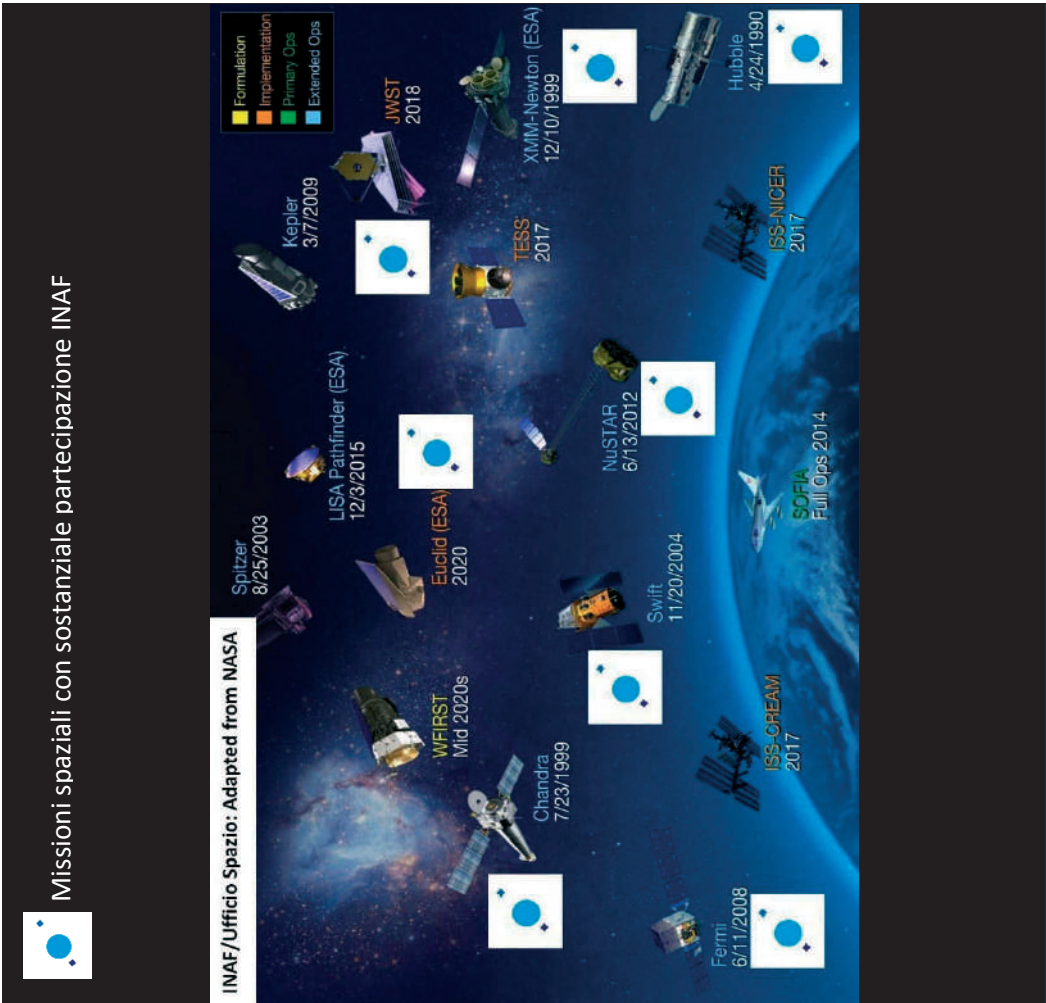 Missioni spaziali con sostanziale partecipazione INAF
INAF/Ufficio Spazio: Adapted from NASA
Formulation
Implementation
Primary Ops
Extended Ops
Spitzer
8/25/2003
Kepler
3/7/2009
LISA Pathfinder (ESA)
12/3/2015
JWST
2018
WFIRST
Mid 2020s
Euclid (ESA)
2020
TESS
2017
XMM-Newton (ESA)
12/10/1999
Chandra
7/23/1999
NuSTAR
6/13/2012
Swift
11/20/2004
Hubble
4/24/1990
Fermi
6/11/2008
ISS-CREAM
2017
SOFIA
Full Ops 2014
ISS-NICER
2017